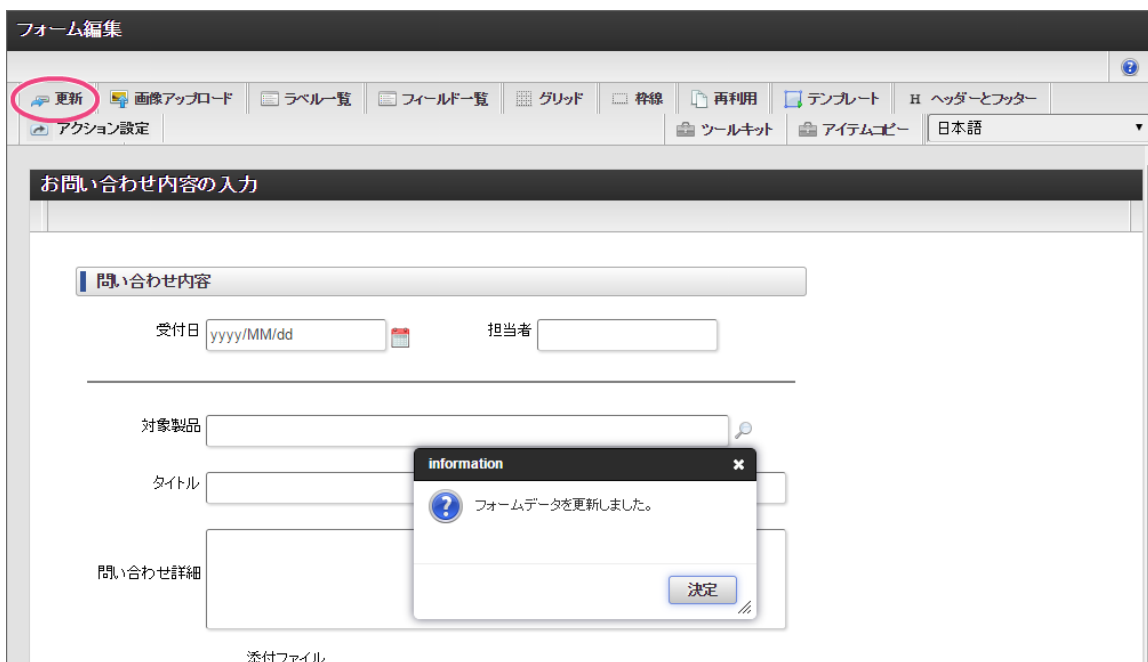 フォーム編集
更新 画像アップロード ラベル一覧 フィールド一覧 グリッド 枠線 再利用 テンプレート H ヘッダーとフッター
アクション設定 ツールキット アイテムコピー 日本語
お問い合わせ内容の入力
問い合わせ内容
受付日 yyyy/MM/dd 担当者
対象製品
information
タイトル
フォームデータを更新しました。
問い合わせ詳細
決定
添付ファイル